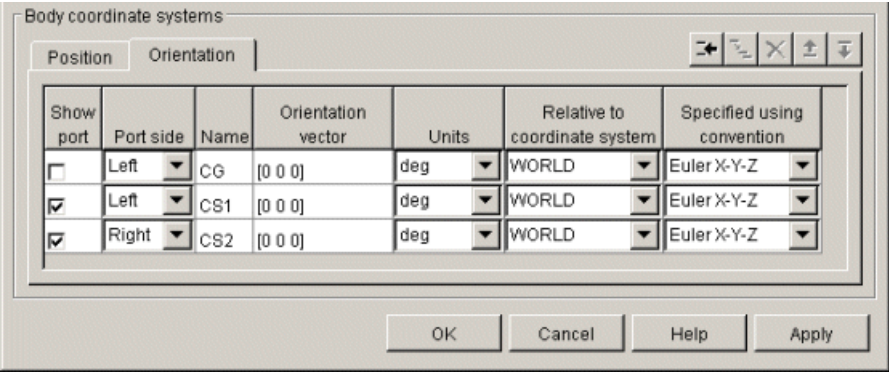 Body coordinate systems
Position Orientation
Show port Port side Name Orientation vector Units Relative to coordinate system Specified using convention
Left CG [0 0 0] deg WORLD Euler X-Y-Z
Left CS1 [0 0 0] deg WORLD Euler X-Y-Z
Right CS2 [0 0 0] deg WORLD Euler X-Y-Z
OK Cancel Help Apply